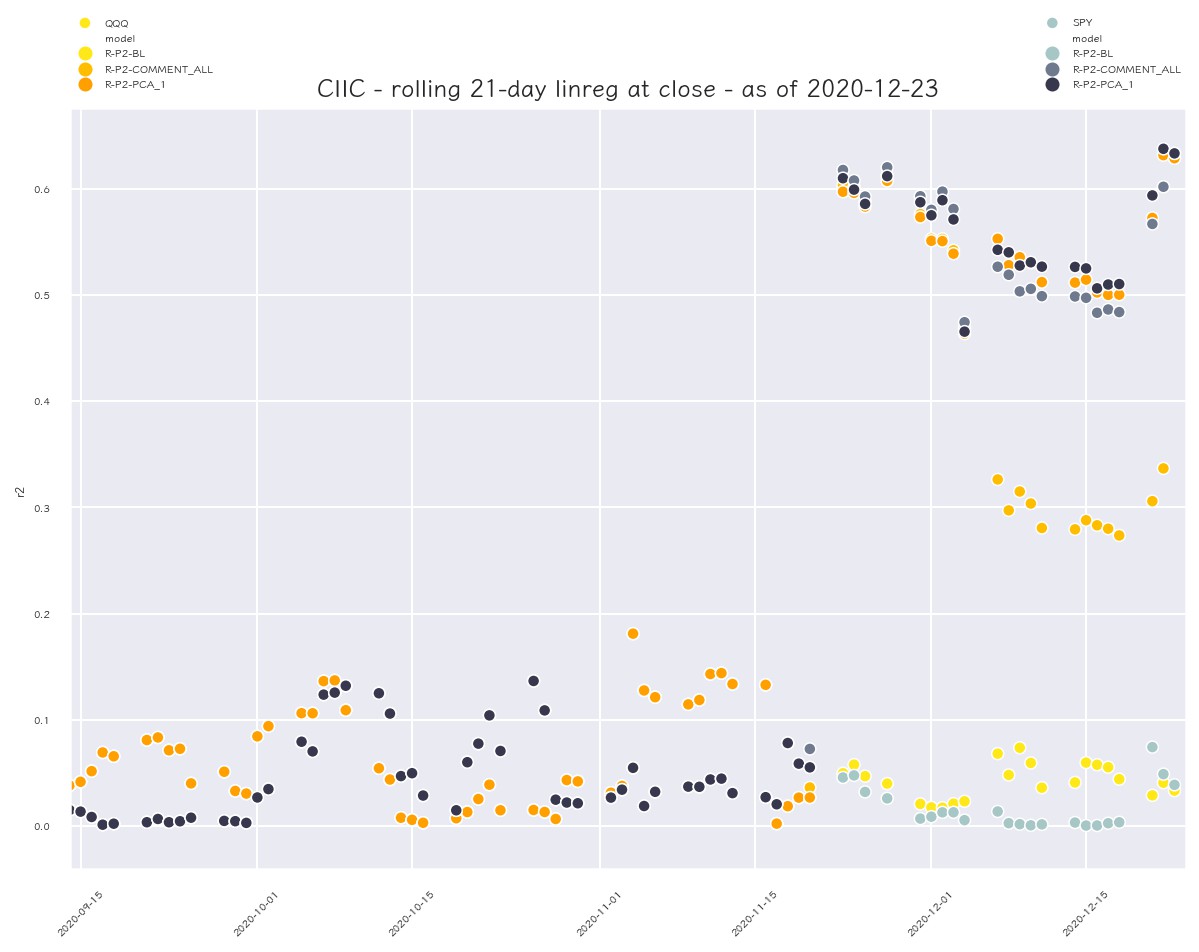 QQQ
model
R-P2-BL
R-P2-COMMENT_ALL
R-P2-PCA_1
SPY
model
R-P2-BL
R-P2-COMMENT_ALL
R-P2-PCA_1
CIIC - rolling 21-day linreg at close - as of 2020-12-23
r2
0.6
0.5
0.4
0.3
0.2
0.1
0.0
2020-09-15
2020-10-01
2020-10-15
2020-11-01
2020-11-15
2020-12-01
2020-12-15